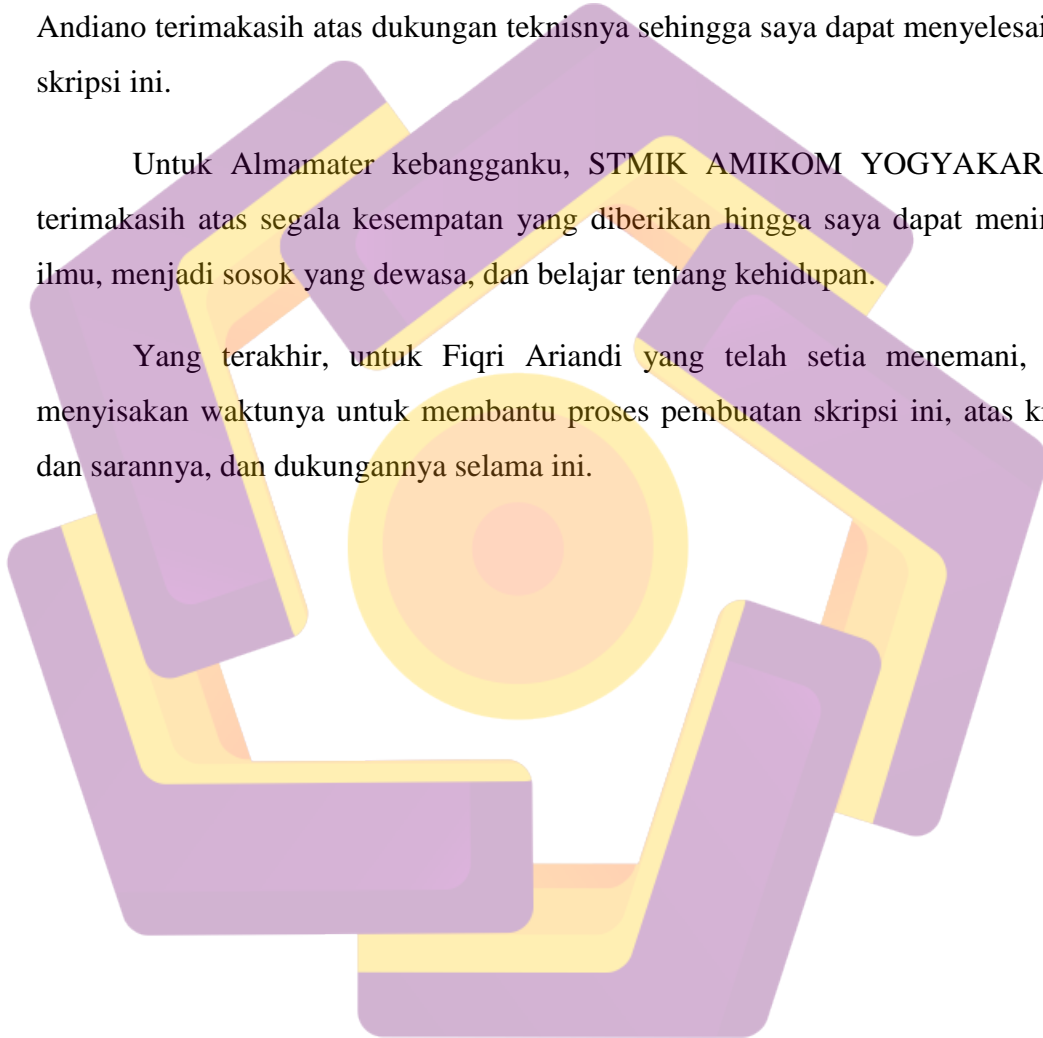 Andiano terimakasih atas dukungan teknisnya sehingga saya dapat menyelesai
skripsi ini.
Untuk Almamater kebangganku, STMIK AMIKOM YOGYAKAR
terimakasih atas segala kesempatan yang diberikan hingga saya dapat
ilmu, menjadi sosok yang dewasa, dan belajar tentang kehidupan.
Yang terakhir, untuk Fiqri Ariandi yang telah setia menemani,
menyisakan waktunya untuk membantu proses pembuatan skripsi ini, atas
dan sarannya, dan dukungannya selama ini.